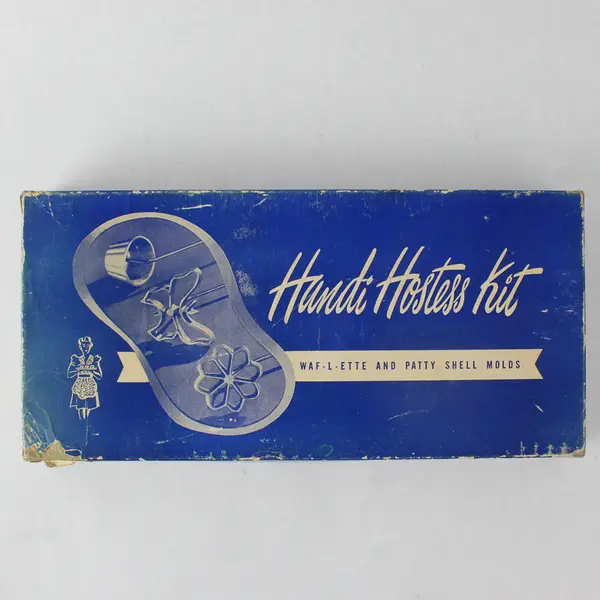 Handi Hostess Kit
WAF-L-ETTE AND PATTY SHELL MOLDS